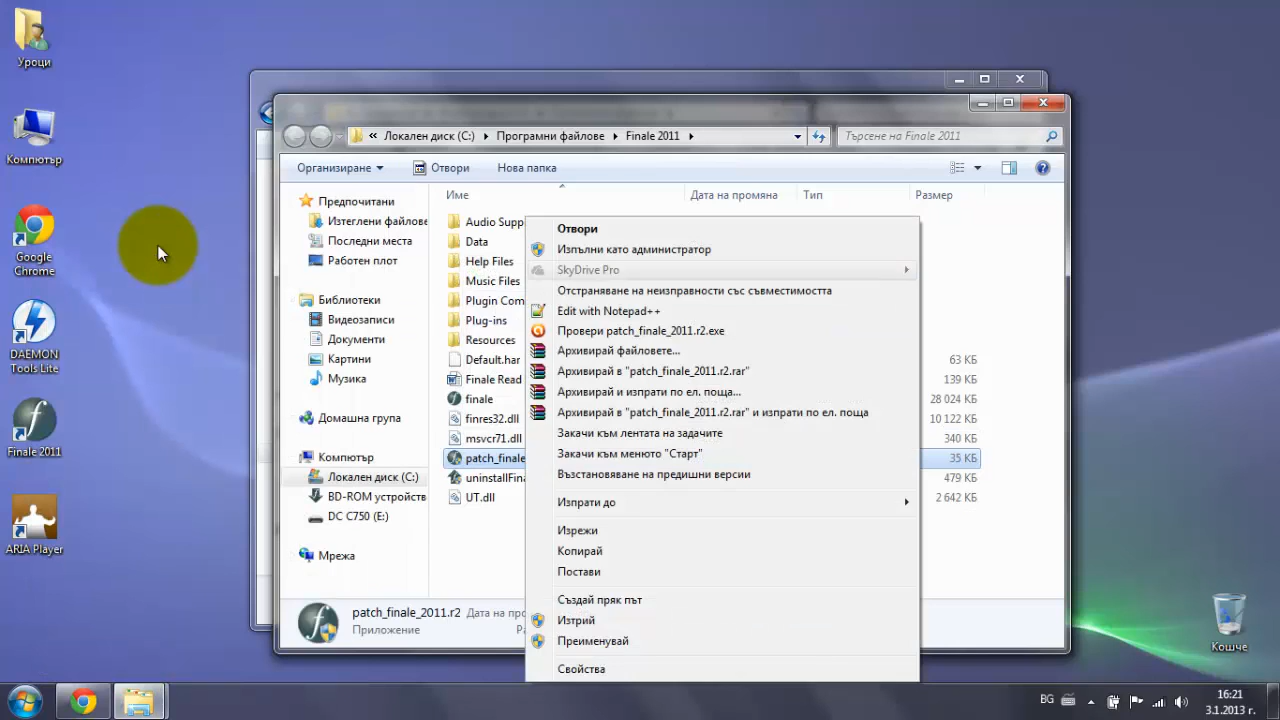 Уроци
Компютър
Google
Chrome
DAEMON
Tools Lite
Finale 2011
ARIA Player
Кошче
« Локален диск (C:) Програмни файлове Finale 2011
Търсене на Finale 2011
Организиране Отвори Нова папка
Име Дата на промяна Тип Размер
Предпочитани
Изтеглени файлове
Последни места
Работен плот
Библиотеки
Видеозаписи
Документи
Картини
Музика
Домашна група
Компютър
Локален диск (C:)
BD-ROM устройств
DC C750 (E:)
Мрежа
Audio Supp
Data
Help Files
Music Files
Plugin Com
Plug-ins
Resources
Default.har 63 КБ
Finale Read 139 КБ
finale 28 024 КБ
finres32.dll 10 122 КБ
msvcr71.dll 340 КБ
patch_finale 35 КБ
uninstallFina 479 КБ
UT.dll 2 642 КБ
Отвори
Изпълни като администратор
SkyDrive Pro
Отстраняване на неизправности със съвместимостта
Edit with Notepad++
Провери patch_finale_2011.r2.exe
Архивирай файловете...
Архивирай в "patch_finale_2011.r2.rar"
Архивирай и изпрати по ел. поща...
Архивирай в "patch_finale_2011.r2.rar" и изпрати по ел. поща
Закачи към лентата на задачите
Закачи към менюто "Старт"
Възстановяване на предишни версии
Изпрати до
Изрежи
Копирай
Постави
Създай пряк път
Изтрий
Преименувай
Свойства
patch_finale_2011.r2 Дата на про
Приложение
BG
16:21
3.1.2013 г.